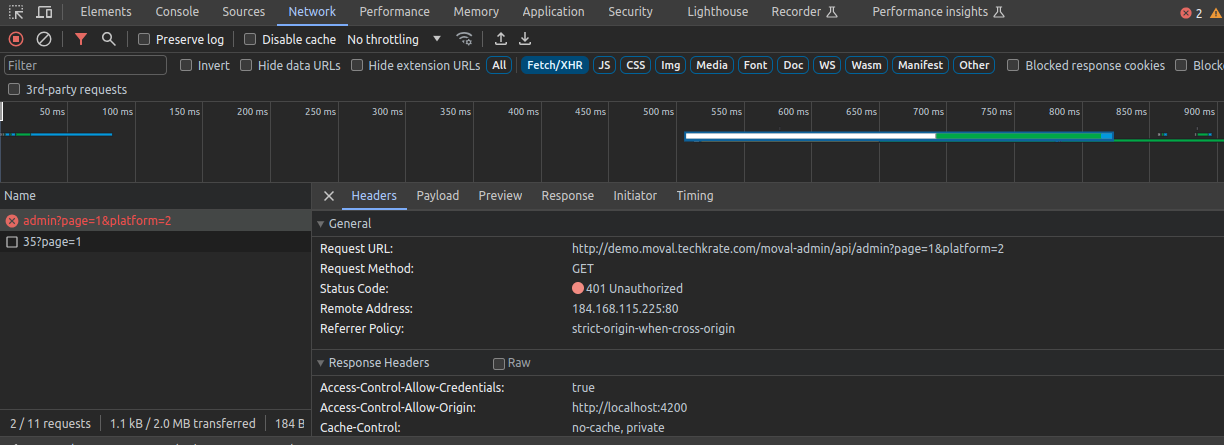 Elements Console Sources Network Performance Memory Application Security Lighthouse Recorder Performance insights 2
Preserve log Disable cache No throttling
Filter Invert Hide data URLs Hide extension URLs All Fetch/XHR JS CSS Img Media Font Doc WS Wasm Manifest Other Blocked response cookies Block
3rd-party requests
50 ms 100 ms 150 ms 200 ms 250 ms 300 ms 350 ms 400 ms 450 ms 500 ms 550 ms 600 ms 650 ms 700 ms 750 ms 800 ms 850 ms 900 ms
Name Headers Payload Preview Response Initiator Timing
admin?page=1&platform=2
35?page=1
General
Request URL: http://demo.moval.techkrate.com/moval-admin/api/admin?page=1&platform=2
Request Method: GET
Status Code: 401 Unauthorized
Remote Address: 184.168.115.225:80
Referrer Policy: strict-origin-when-cross-origin
Response Headers Raw
Access-Control-Allow-Credentials: true
Access-Control-Allow-Origin: http://localhost:4200
Cache-Control: no-cache, private
2 / 11 requests 1.1 kB / 2.0 MB transferred 184 B